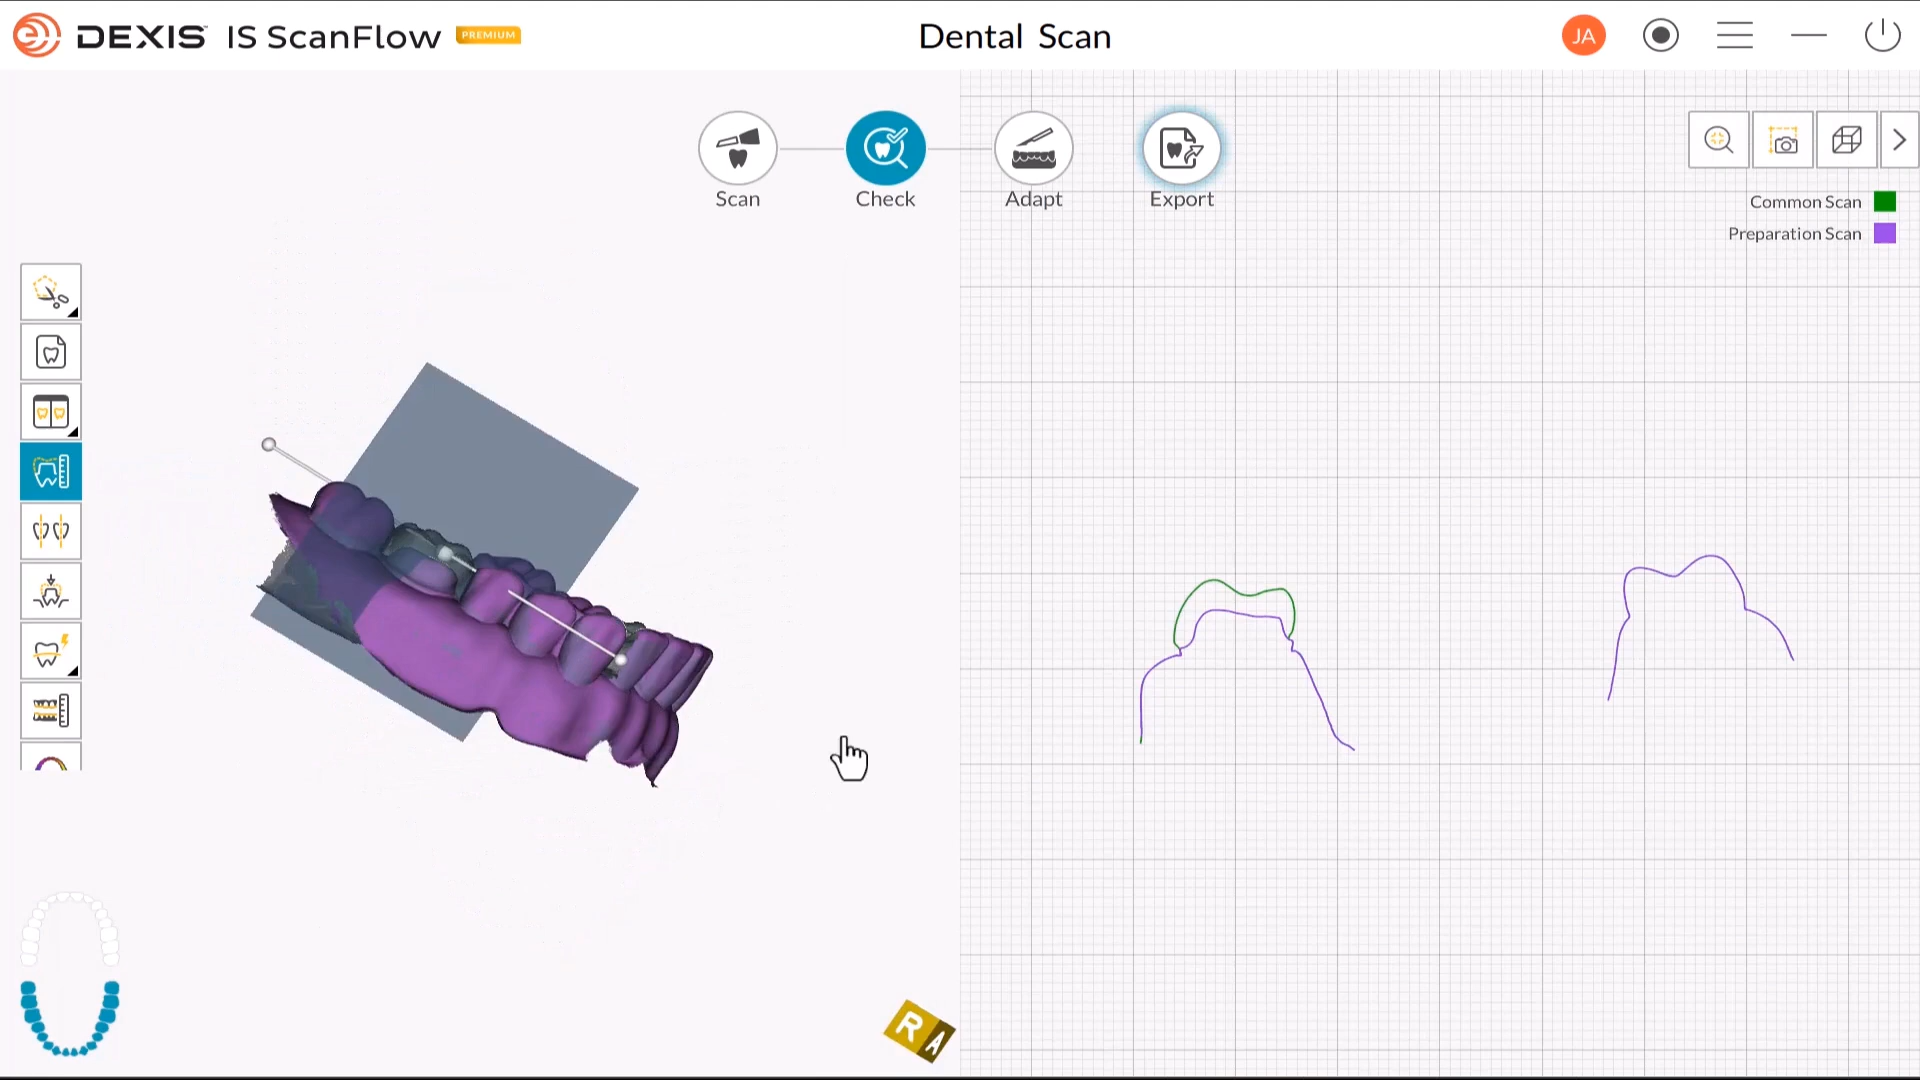 DEXIS IS ScanFlow PREMIUM
Dental Scan
JA
Scan
Check
Adapt
Export
Common Scan
Preparation Scan
R A